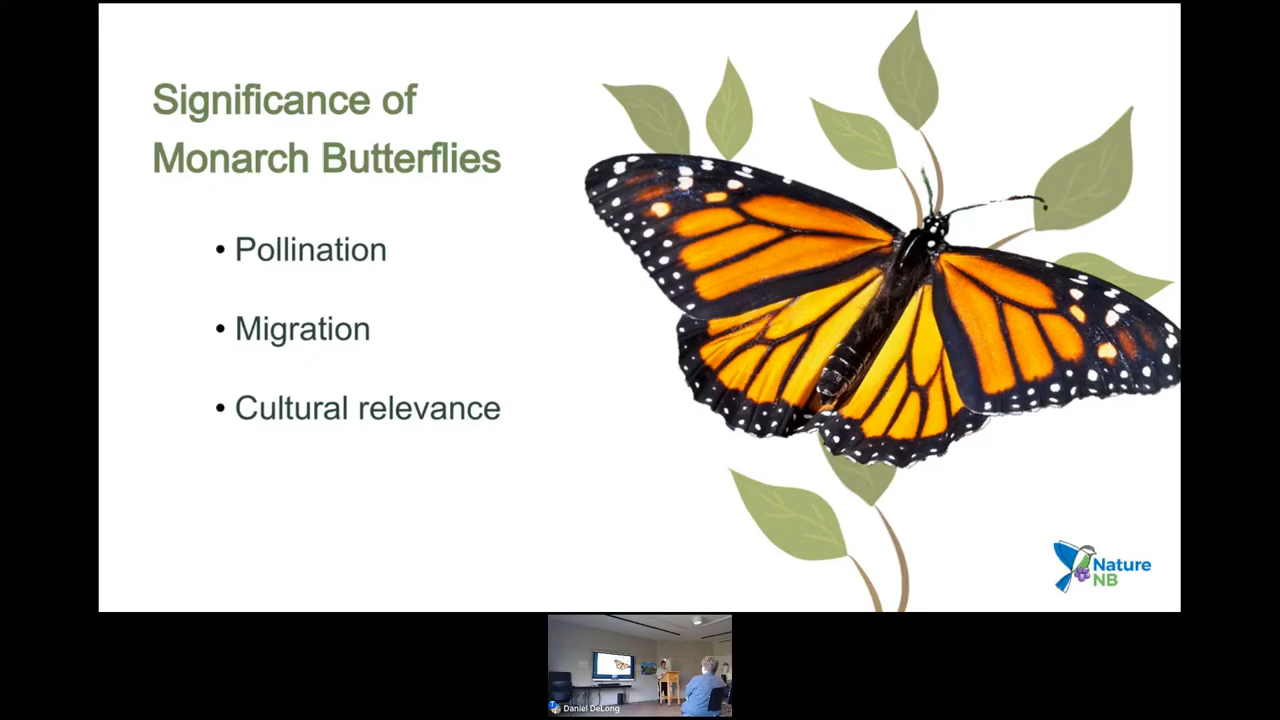 Significance of
Monarch Butterflies
• Pollination
• Migration
• Cultural relevance
Nature
NB
Daniel DeLong